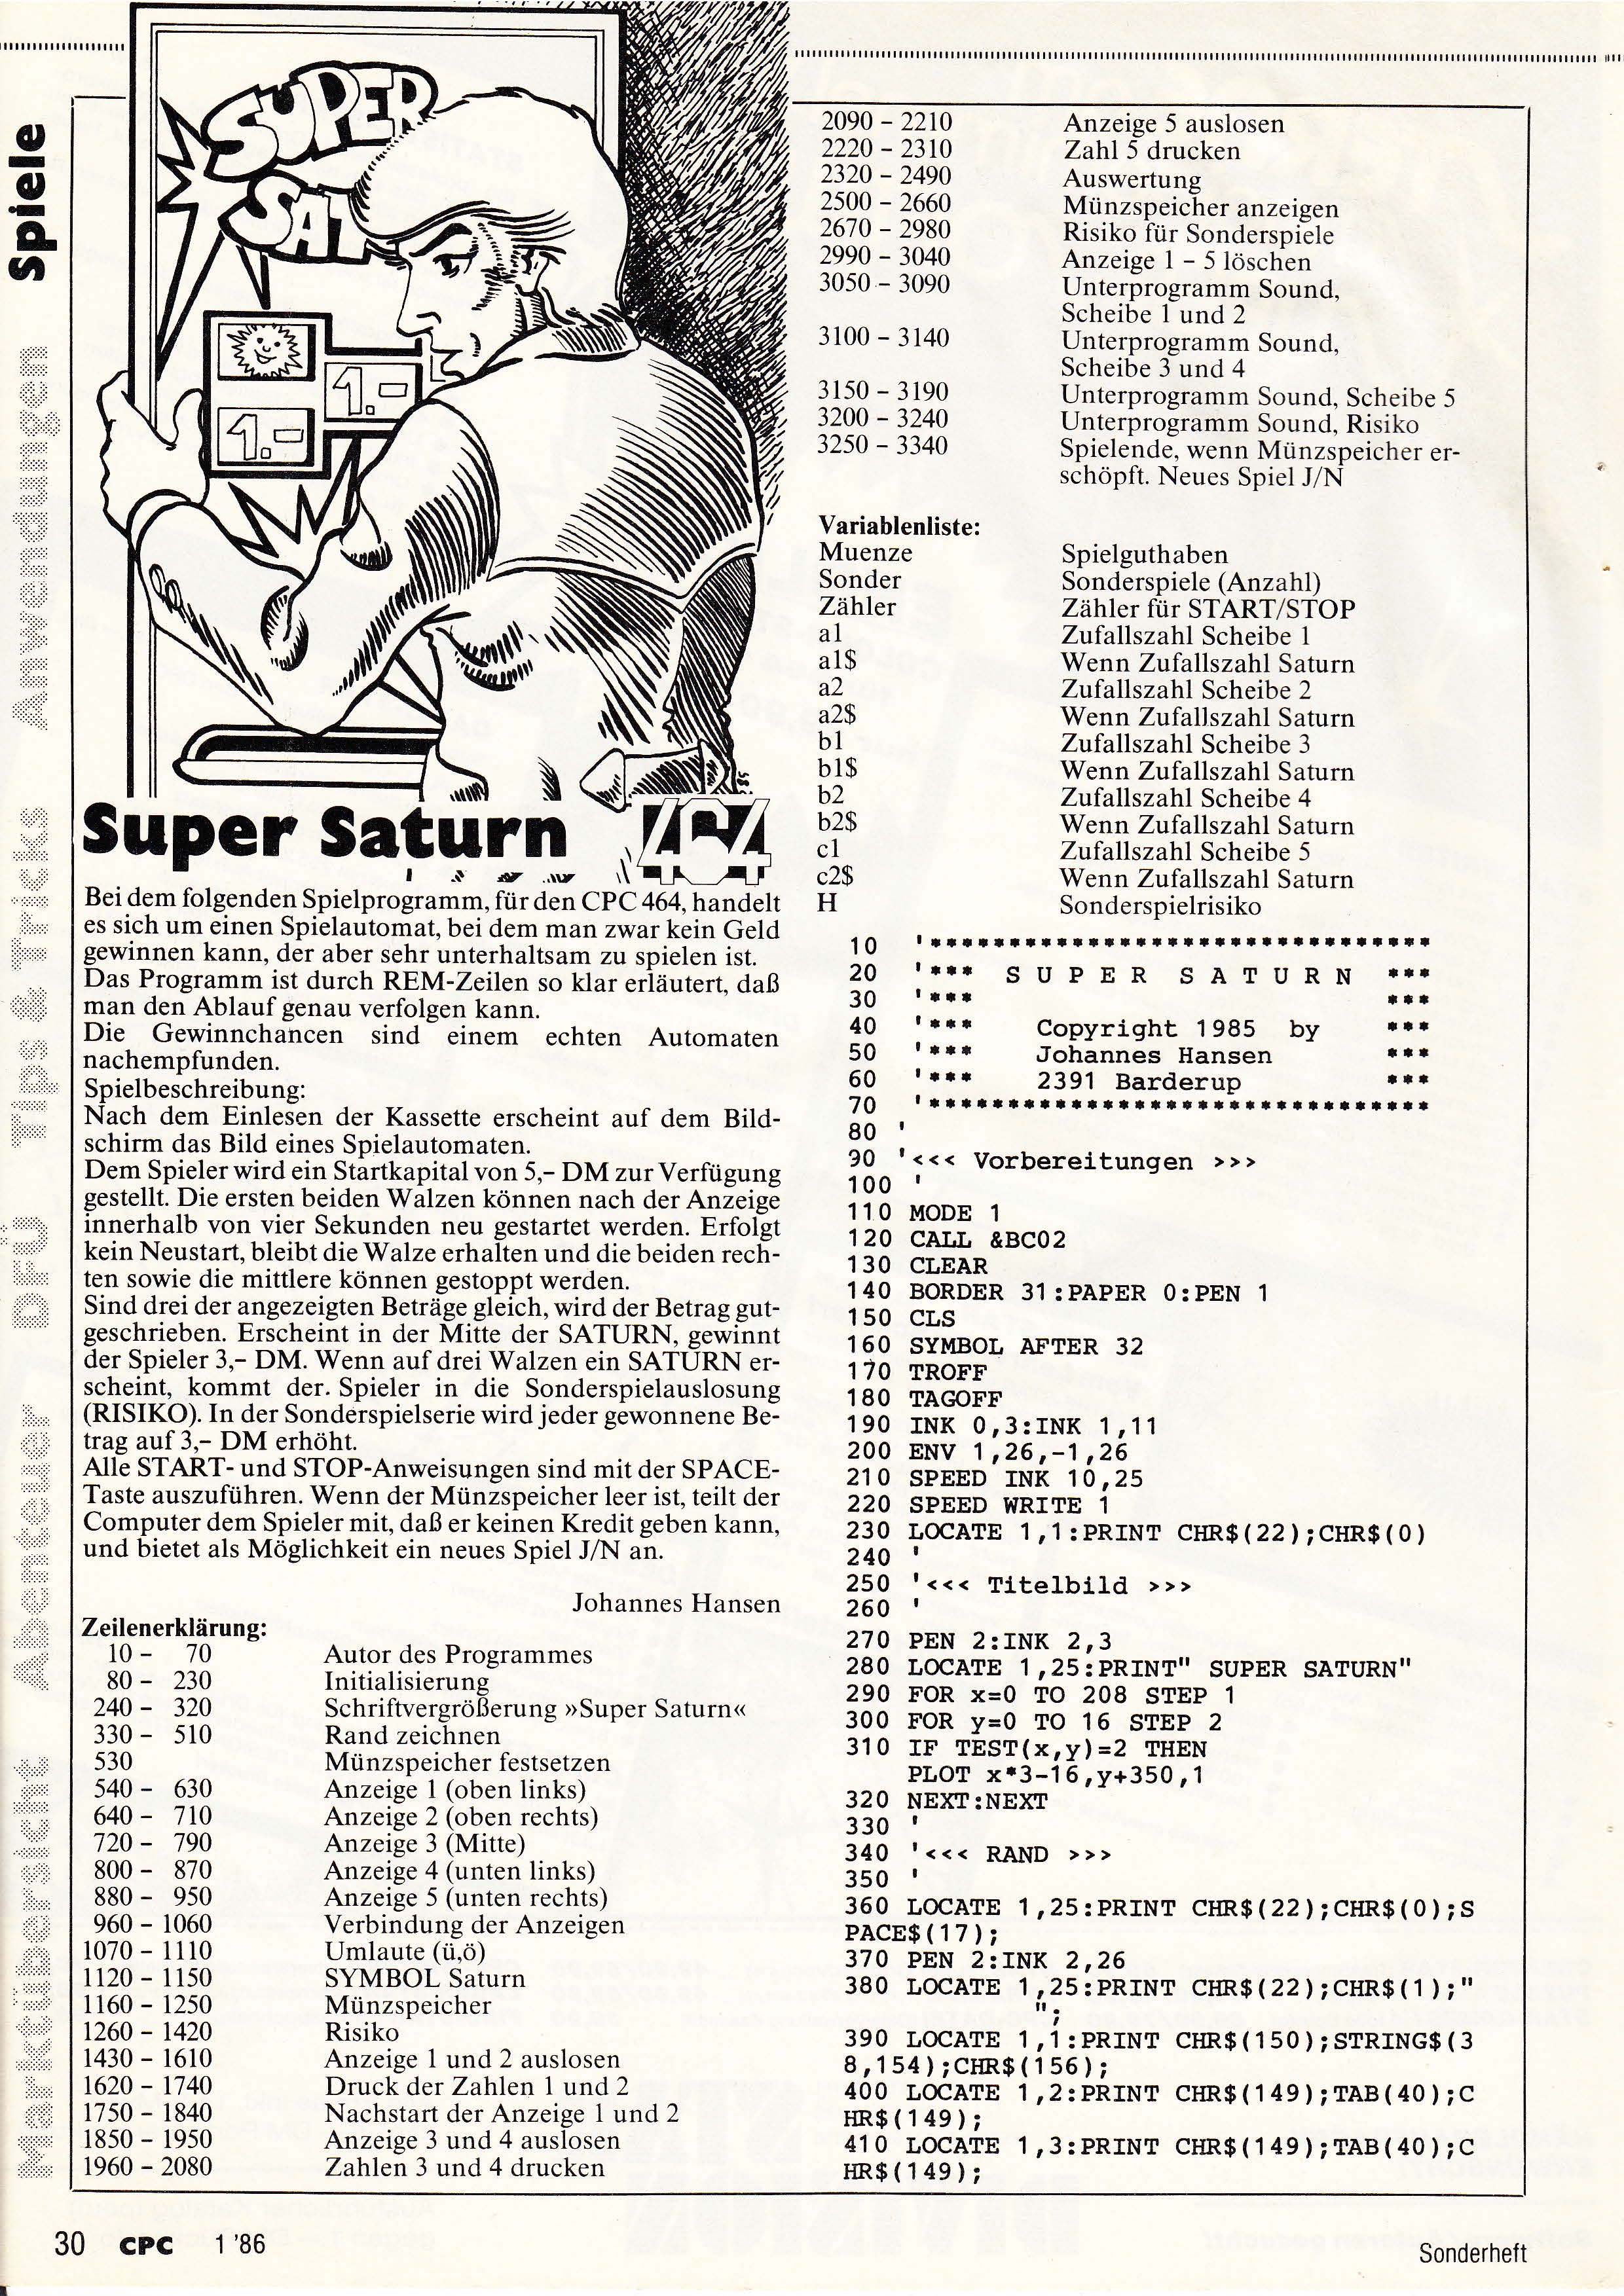 Spiele
Anwendungen
Tips & Tricks
DFÜ
Abenteuer
Marktübersicht
SUPER
SAT
1.-
1.-
Super Saturn
464
Bei dem folgenden Spielprogramm, für den CPC 464, handelt
es sich um einen Spielautomat, bei dem man zwar kein Geld
gewinnen kann, der aber sehr unterhaltsam zu spielen ist.
Das Programm ist durch REM-Zeilen so klar erläutert, daß
man den Ablauf genau verfolgen kann.
Die Gewinnchancen sind einem echten Automaten
nachempfunden.
Spielbeschreibung:
Nach dem Einlesen der Kassette erscheint auf dem Bild-
schirm das Bild eines Spielautomaten.
Dem Spieler wird ein Startkapital von 5,– DM zur Verfügung
gestellt. Die ersten beiden Walzen können nach der Anzeige
innerhalb von vier Sekunden neu gestartet werden. Erfolgt
kein Neustart, bleibt die Walze erhalten und die beiden rech-
ten sowie die mittlere können gestoppt werden.
Sind drei der angezeigten Beträge gleich, wird der Betrag gut-
geschrieben. Erscheint in der Mitte der SATURN, gewinnt
der Spieler 3,– DM. Wenn auf drei Walzen ein SATURN er-
scheint, kommt der. Spieler in die Sonderspielauslosung
(RISIKO). In der Sonderspielserie wird jeder gewonnene Be-
trag auf 3,– DM erhöht.
Alle START- und STOP-Anweisungen sind mit der SPACE-
Taste auszuführen. Wenn der Münzspeicher leer ist, teilt der
Computer dem Spieler mit, daß er keinen Kredit geben kann,
und bietet als Möglichkeit ein neues Spiel J/N an.
Johannes Hansen
Zeilenerklärung:
10 – 70 Autor des Programmes
80 – 230 Initialisierung
240 – 320 Schriftvergrößerung »Super Saturn«
330 – 510 Rand zeichnen
530 Münzspeicher festsetzen
540 – 630 Anzeige 1 (oben links)
640 – 710 Anzeige 2 (oben rechts)
720 – 790 Anzeige 3 (Mitte)
800 – 870 Anzeige 4 (unten links)
880 – 950 Anzeige 5 (unten rechts)
960 – 1060 Verbindung der Anzeigen
1070 – 1110 Umlaute (ü,ö)
1120 – 1150 SYMBOL Saturn
1160 – 1250 Münzspeicher
1260 – 1420 Risiko
1430 – 1610 Anzeige 1 und 2 auslosen
1620 – 1740 Druck der Zahlen 1 und 2
1750 – 1840 Nachstart der Anzeige 1 und 2
1850 – 1950 Anzeige 3 und 4 auslosen
1960 – 2080 Zahlen 3 und 4 drucken
2090 – 2210 Anzeige 5 auslosen
2220 – 2310 Zahl 5 drucken
2320 – 2490 Auswertung
2500 – 2660 Münzspeicher anzeigen
2670 – 2980 Risiko für Sonderspiele
2990 – 3040 Anzeige 1 – 5 löschen
3050 – 3090 Unterprogramm Sound,
Scheibe 1 und 2
3100 – 3140 Unterprogramm Sound,
Scheibe 3 und 4
3150 – 3190 Unterprogramm Sound, Scheibe 5
3200 – 3240 Unterprogramm Sound, Risiko
3250 – 3340 Spielende, wenn Münzspeicher er-
schöpft. Neues Spiel J/N
Variablenliste:
Muenze Spielguthaben
Sonder Sonderspiele (Anzahl)
Zähler Zähler für START/STOP
a1 Zufallszahl Scheibe 1
a1$ Wenn Zufallszahl Saturn
a2 Zufallszahl Scheibe 2
a2$ Wenn Zufallszahl Saturn
b1 Zufallszahl Scheibe 3
b1$ Wenn Zufallszahl Saturn
b2 Zufallszahl Scheibe 4
b2$ Wenn Zufallszahl Saturn
c1 Zufallszahl Scheibe 5
c2$ Wenn Zufallszahl Saturn
H Sonderspielrisiko
10 '********************************
20 '*** S U P E R  S A T U R N ***
30 '*** ***
40 '*** Copyright 1985 by ***
50 '*** Johannes Hansen ***
60 '*** 2391 Barderup ***
70 '********************************
80 '
90 '<<< Vorbereitungen >>>
100 '
110 MODE 1
120 CALL &BC02
130 CLEAR
140 BORDER 31:PAPER 0:PEN 1
150 CLS
160 SYMBOL AFTER 32
170 TROFF
180 TAGOFF
190 INK 0,3:INK 1,11
200 ENV 1,26,-1,26
210 SPEED INK 10,25
220 SPEED WRITE 1
230 LOCATE 1,1:PRINT CHR$(22);CHR$(0)
240 '
250 '<<< Titelbild >>>
260 '
270 PEN 2:INK 2,3
280 LOCATE 1,25:PRINT" SUPER SATURN"
290 FOR x=0 TO 208 STEP 1
300 FOR y=0 TO 16 STEP 2
310 IF TEST(x,y)=2 THEN
PLOT x*3-16,y+350,1
320 NEXT:NEXT
330 '
340 '<<< RAND >>>
350 '
360 LOCATE 1,25:PRINT CHR$(22);CHR$(0);S
PACE$(17);
370 PEN 2:INK 2,26
380 LOCATE 1,25:PRINT CHR$(22);CHR$(1);"
";
390 LOCATE 1,1:PRINT CHR$(150);STRING$(3
8,154);CHR$(156);
400 LOCATE 1,2:PRINT CHR$(149);TAB(40);C
HR$(149);
410 LOCATE 1,3:PRINT CHR$(149);TAB(40);C
HR$(149);
30 CPC 1 '86
Sonderheft